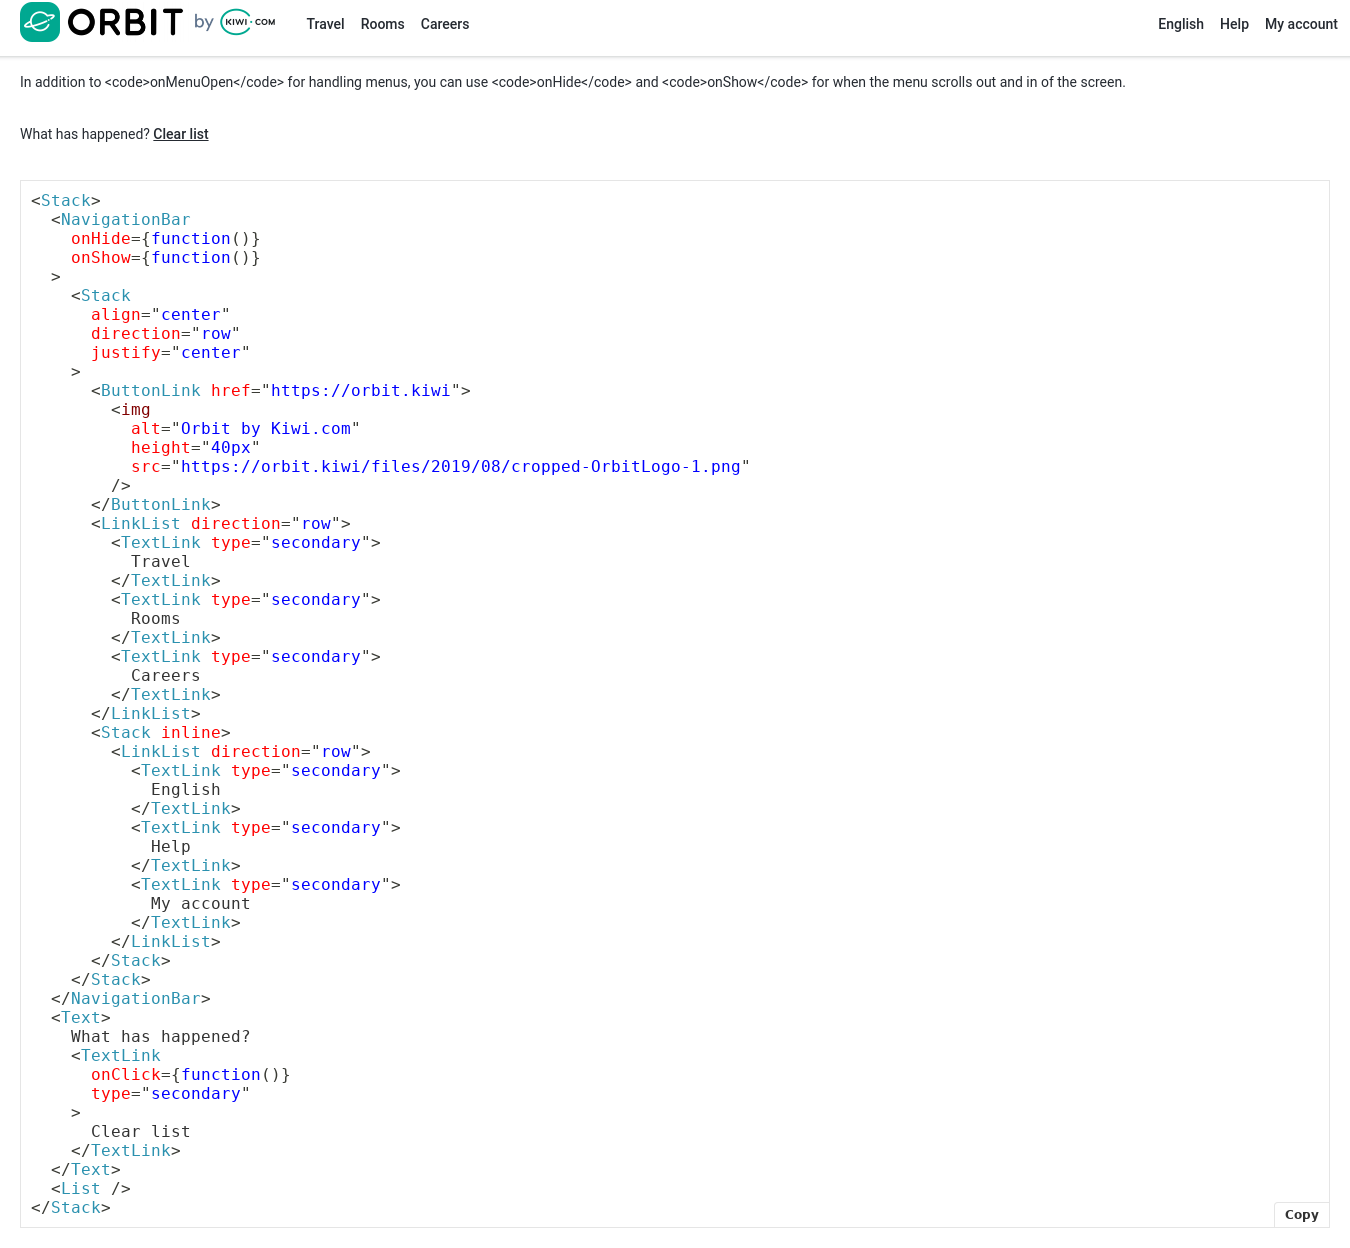 ORBIT by KIWI.COM Travel Rooms Careers English Help My account
In addition to <code>onMenuOpen</code> for handling menus, you can use <code>onHide</code> and <code>onShow</code> for when the menu scrolls out and in of the screen.
What has happened? Clear list
<Stack>
  <NavigationBar
    onHide={function()}
    onShow={function()}
  >
    <Stack
      align="center"
      direction="row"
      justify="center"
    >
      <ButtonLink href="https://orbit.kiwi">
        <img
          alt="Orbit by Kiwi.com"
          height="40px"
          src="https://orbit.kiwi/files/2019/08/cropped-OrbitLogo-1.png"
        />
      </ButtonLink>
      <LinkList direction="row">
        <TextLink type="secondary">
          Travel
        </TextLink>
        <TextLink type="secondary">
          Rooms
        </TextLink>
        <TextLink type="secondary">
          Careers
        </TextLink>
      </LinkList>
      <Stack inline>
        <LinkList direction="row">
          <TextLink type="secondary">
            English
          </TextLink>
          <TextLink type="secondary">
            Help
          </TextLink>
          <TextLink type="secondary">
            My account
          </TextLink>
        </LinkList>
      </Stack>
    </Stack>
  </NavigationBar>
  <Text>
    What has happened?
    <TextLink
      onClick={function()}
      type="secondary"
    >
      Clear list
    </TextLink>
  </Text>
  <List />
</Stack>
Copy